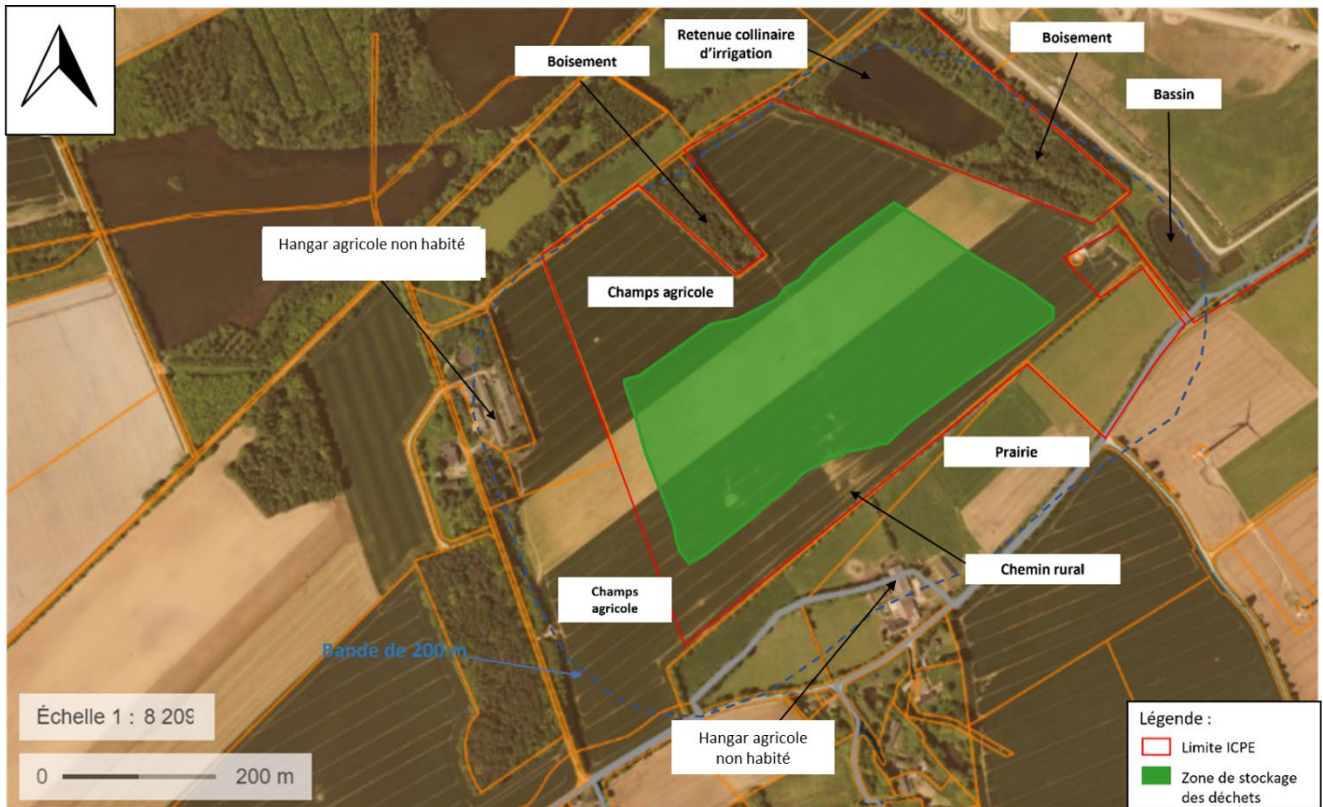 Retenue collinaire
d'irrigation
Boisement
Boisement
Bassin
Hangar agricole non habité
Champs agricole
Prairie
Chemin rural
Champs
agricole
Bande de 200 m
Hangar agricole
non habité
Échelle 1 : 8 209
0 200 m
Légende :
Limite ICPE
Zone de stockage
des déchets